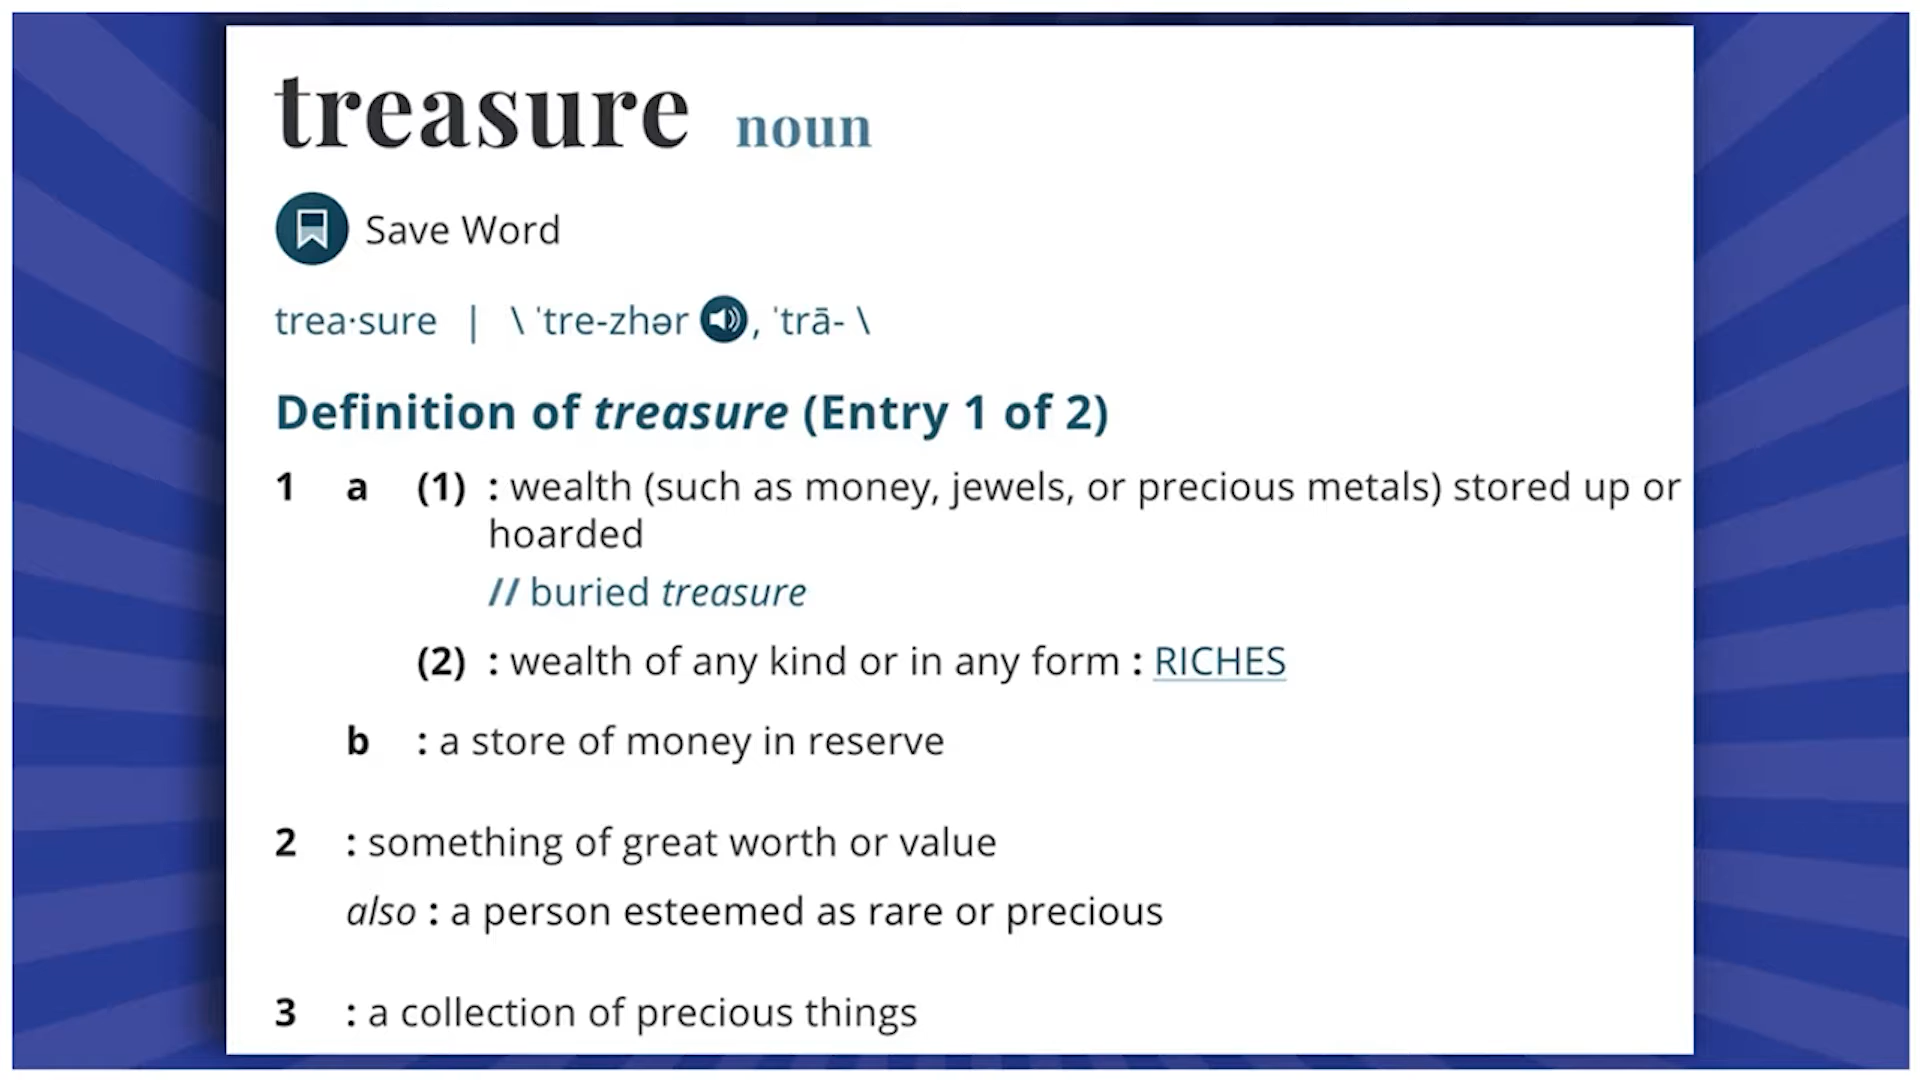 treasure noun
Save Word
trea·sure | \ ˈtre-zhər , ˈtrā- \
Definition of treasure (Entry 1 of 2)
1 a (1) : wealth (such as money, jewels, or precious metals) stored up or
hoarded
// buried treasure
(2) : wealth of any kind or in any form : RICHES
b : a store of money in reserve
2 : something of great worth or value
also : a person esteemed as rare or precious
3 : a collection of precious things